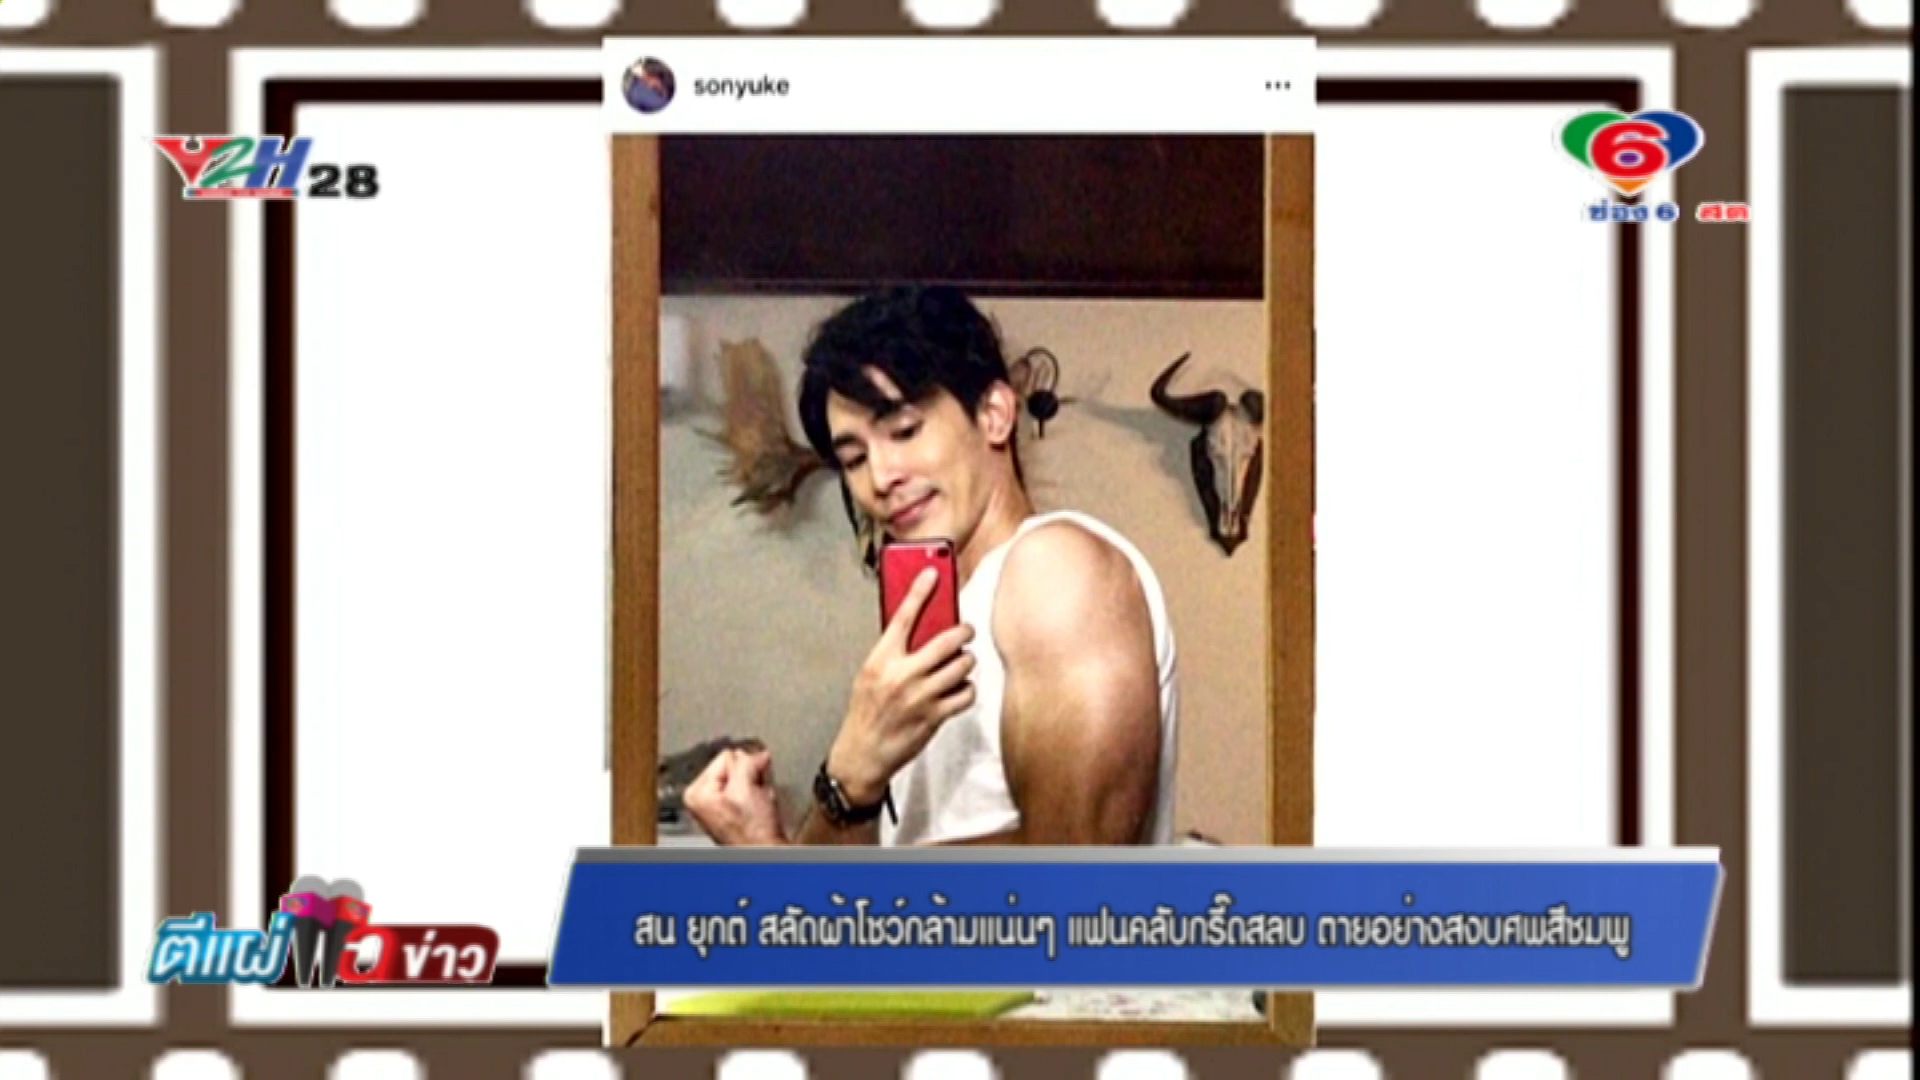 sonyuke
V2H 28
6
ช่อง 6 สด
สน ยุกต์ สลัดผ้าโชว์กล้ามแน่นๆ แฟนคลับกรี๊ดสลบ ตายอย่างสงบศพสีชมพู
ตีแผ่
ข่าว